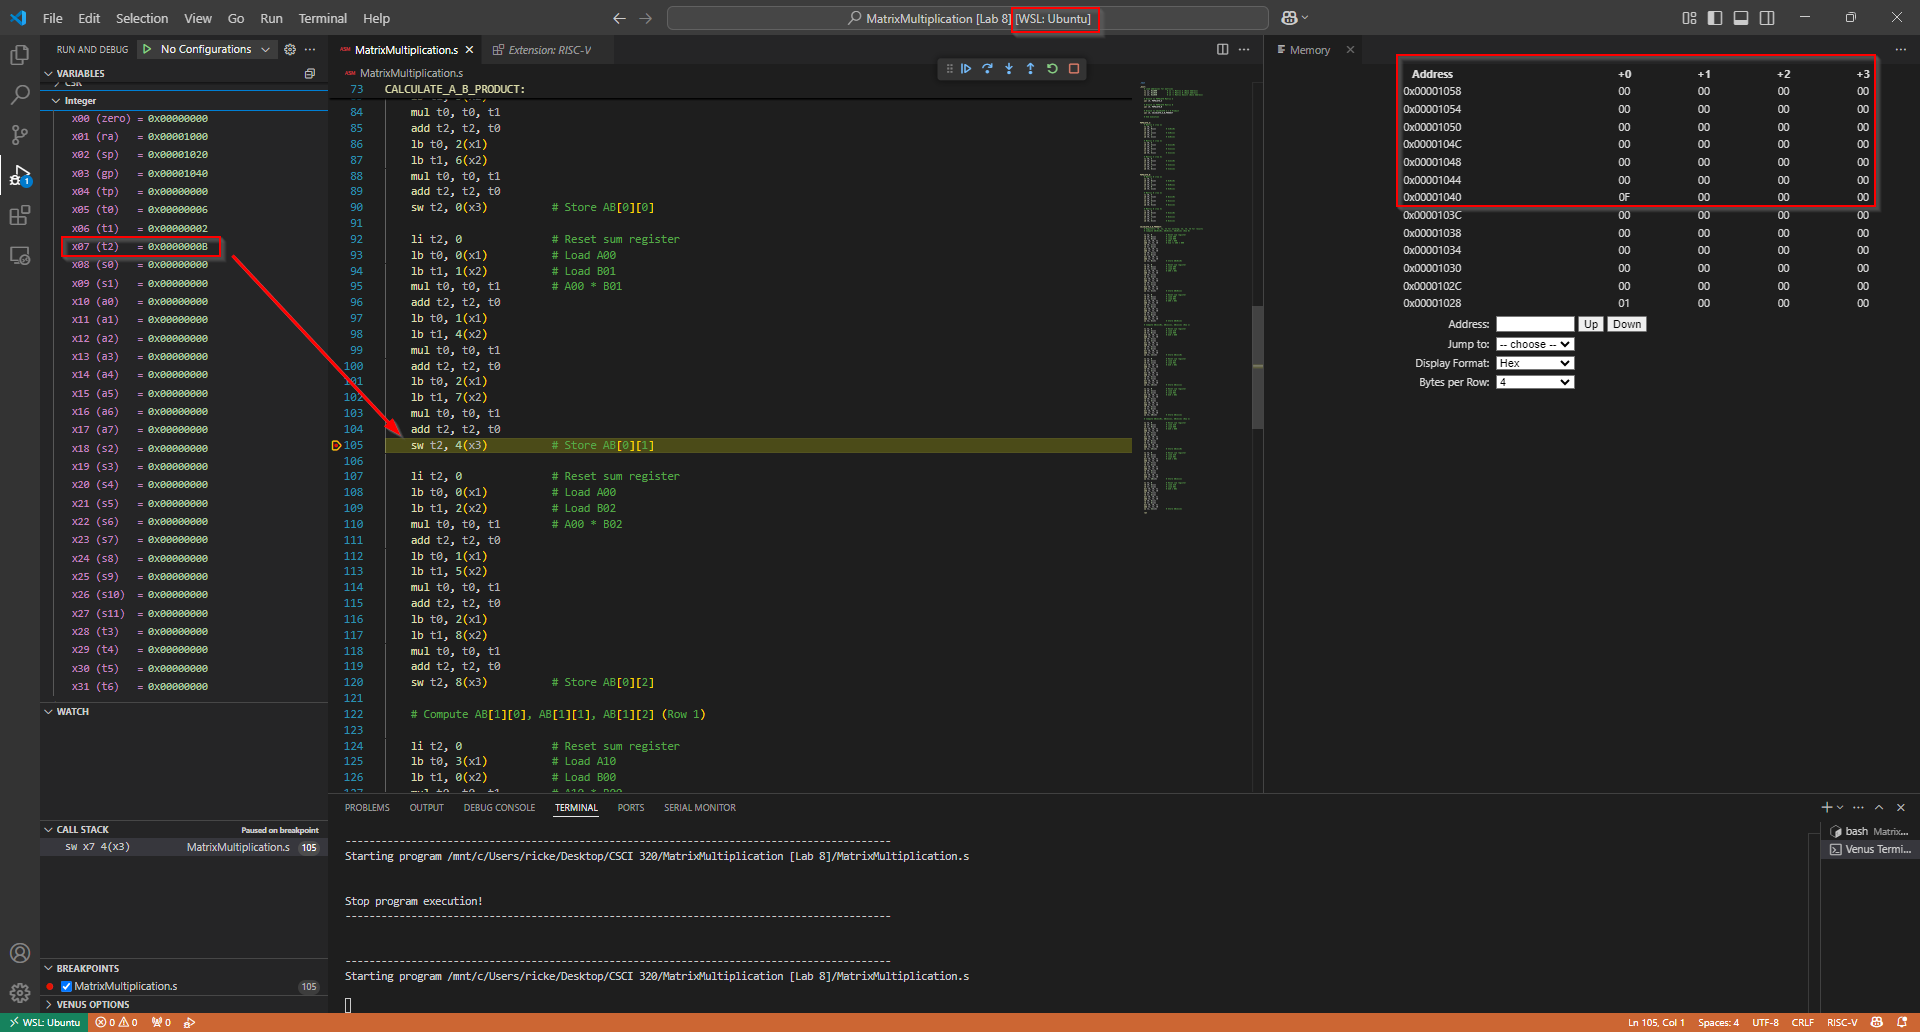 File Edit Selection View Go Run Terminal Help
MatrixMultiplication [Lab 8] [WSL: Ubuntu]
RUN AND DEBUG No Configurations
VARIABLES
CSR
Integer
x00 (zero) = 0x00000000
x01 (ra) = 0x00001000
x02 (sp) = 0x00001020
x03 (gp) = 0x00001040
x04 (tp) = 0x00000000
x05 (t0) = 0x00000006
x06 (t1) = 0x00000002
x07 (t2) = 0x0000000B
x08 (s0) = 0x00000000
x09 (s1) = 0x00000000
x10 (a0) = 0x00000000
x11 (a1) = 0x00000000
x12 (a2) = 0x00000000
x13 (a3) = 0x00000000
x14 (a4) = 0x00000000
x15 (a5) = 0x00000000
x16 (a6) = 0x00000000
x17 (a7) = 0x00000000
x18 (s2) = 0x00000000
x19 (s3) = 0x00000000
x20 (s4) = 0x00000000
x21 (s5) = 0x00000000
x22 (s6) = 0x00000000
x23 (s7) = 0x00000000
x24 (s8) = 0x00000000
x25 (s9) = 0x00000000
x26 (s10) = 0x00000000
x27 (s11) = 0x00000000
x28 (t3) = 0x00000000
x29 (t4) = 0x00000000
x30 (t5) = 0x00000000
x31 (t6) = 0x00000000
WATCH
CALL STACK Paused on breakpoint
sw x7 4(x3) MatrixMultiplication.s 105
BREAKPOINTS
MatrixMultiplication.s 105
VENUS OPTIONS
ASM MatrixMultiplication.s Extension: RISC-V
ASM MatrixMultiplication.s
73 CALCULATE_A_B_PRODUCT:
84 mul t0, t0, t1
85 add t2, t2, t0
86 lb t0, 2(x1)
87 lb t1, 6(x2)
88 mul t0, t0, t1
89 add t2, t2, t0
90 sw t2, 0(x3) # Store AB[0][0]
91
92 li t2, 0 # Reset sum register
93 lb t0, 0(x1) # Load A00
94 lb t1, 1(x2) # Load B01
95 mul t0, t0, t1 # A00 * B01
96 add t2, t2, t0
97 lb t0, 1(x1)
98 lb t1, 4(x2)
99 mul t0, t0, t1
100 add t2, t2, t0
101 lb t0, 2(x1)
102 lb t1, 7(x2)
103 mul t0, t0, t1
104 add t2, t2, t0
105 sw t2, 4(x3) # Store AB[0][1]
106
107 li t2, 0 # Reset sum register
108 lb t0, 0(x1) # Load A00
109 lb t1, 2(x2) # Load B02
110 mul t0, t0, t1 # A00 * B02
111 add t2, t2, t0
112 lb t0, 1(x1)
113 lb t1, 5(x2)
114 mul t0, t0, t1
115 add t2, t2, t0
116 lb t0, 2(x1)
117 lb t1, 8(x2)
118 mul t0, t0, t1
119 add t2, t2, t0
120 sw t2, 8(x3) # Store AB[0][2]
121
122 # Compute AB[1][0], AB[1][1], AB[1][2] (Row 1)
123
124 li t2, 0 # Reset sum register
125 lb t0, 3(x1) # Load A10
126 lb t1, 0(x2) # Load B00
Memory
Address +0 +1 +2 +3
0x00001058 00 00 00 00
0x00001054 00 00 00 00
0x00001050 00 00 00 00
0x0000104C 00 00 00 00
0x00001048 00 00 00 00
0x00001044 00 00 00 00
0x00001040 0F 00 00 00
0x0000103C 00 00 00 00
0x00001038 00 00 00 00
0x00001034 00 00 00 00
0x00001030 00 00 00 00
0x0000102C 00 00 00 00
0x00001028 01 00 00 00
Address: Up Down
Jump to: -- choose --
Display Format: Hex
Bytes per Row: 4
PROBLEMS OUTPUT DEBUG CONSOLE TERMINAL PORTS SERIAL MONITOR
Starting program /mnt/c/Users/ricke/Desktop/CSCI 320/MatrixMultiplication [Lab 8]/MatrixMultiplication.s
Stop program execution!
Starting program /mnt/c/Users/ricke/Desktop/CSCI 320/MatrixMultiplication [Lab 8]/MatrixMultiplication.s
bash Matrix...
Venus Termi...
WSL: Ubuntu 0 0 0 Ln 105, Col 1 Spaces: 4 UTF-8 CRLF RISC-V